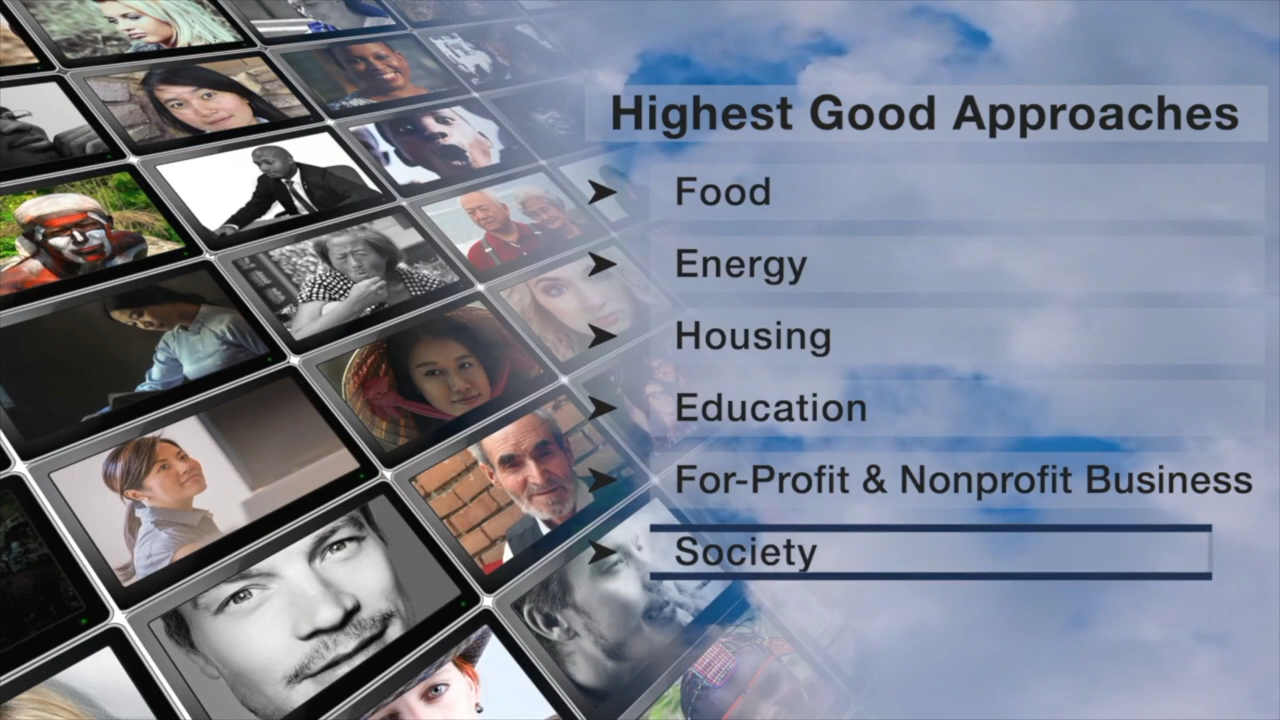 Highest Good Approaches
Food
Energy
Housing
Education
For-Profit & Nonprofit Business
Society